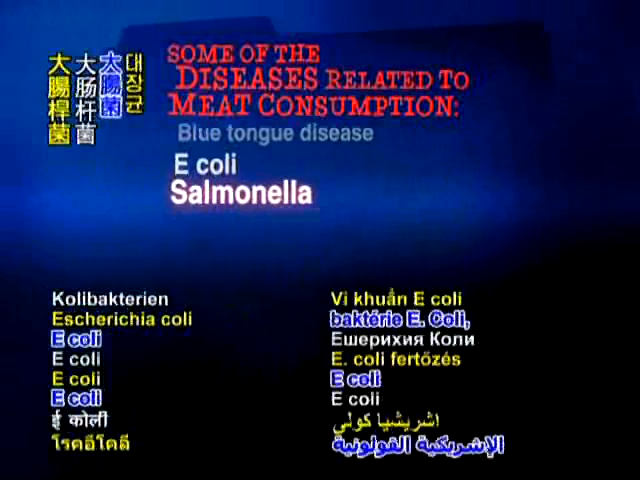 大腸桿菌
大肠杆菌
大腸菌
대장균
SOME OF THE
DISEASES RELATED TO
MEAT CONSUMPTION:
Blue tongue disease
E coli
Salmonella
Kolibakterien
Escherichia coli
E coli
E coli
E coli
E coli
ई कोली
โรคอีโคลี
Vi khuẩn E coli
baktérie E. Coli,
Ешерихия Коли
E. coli fertőzés
E coli
E coli
اشريشيا كولي
الإشريكية القولونية